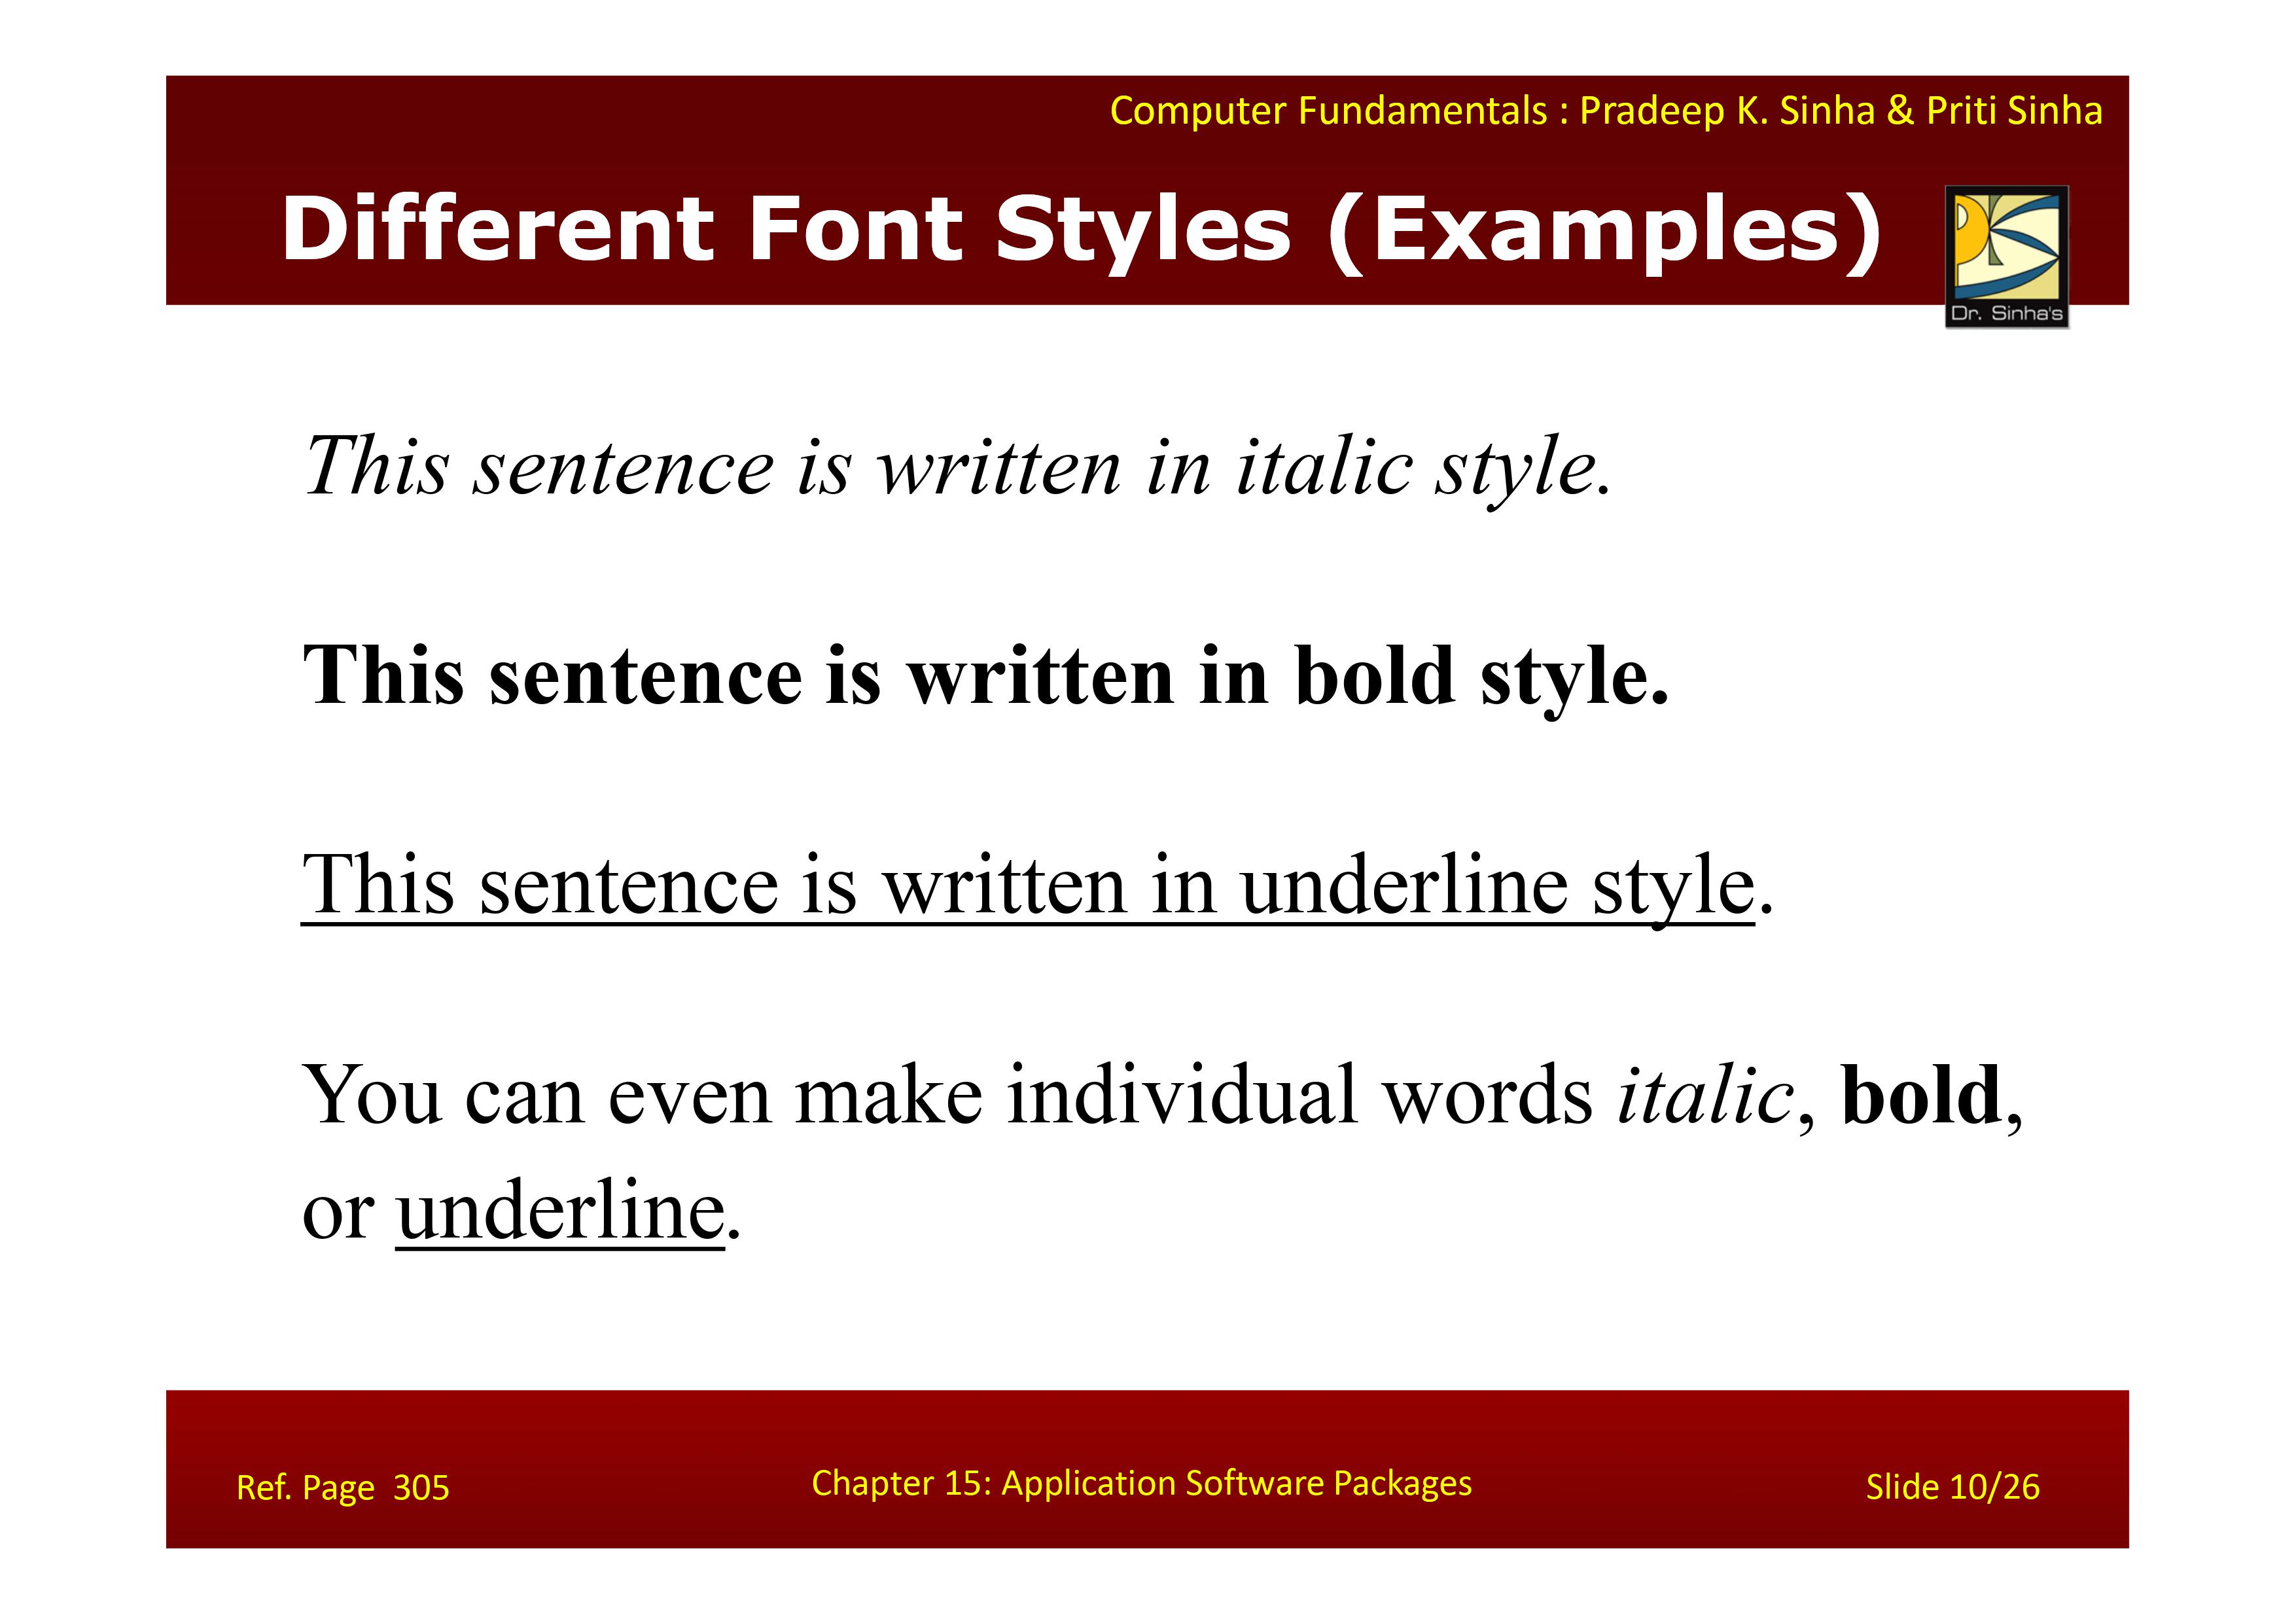 Computer Fundamentals : Pradeep K. Sinha & Priti Sinha
Different Font Styles (Examples)
Dr. Sinha's
This sentence is written in italic style.
This sentence is written in bold style.
This sentence is written in underline style.
You can even make individual words italic, bold,
or underline.
Ref. Page 305
Chapter 15: Application Software Packages
Slide 10/26